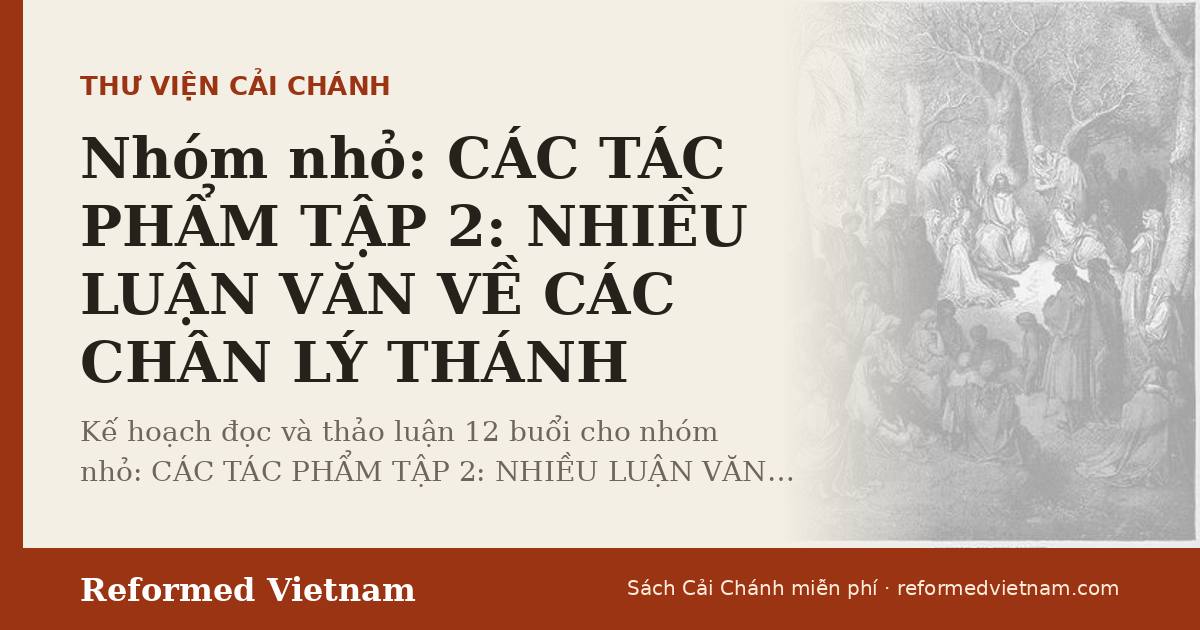 THƯ VIỆN CẢI CHÁNH
Nhóm nhỏ: CÁC TÁC
PHẨM TẬP 2: NHIỀU
LUẬN VĂN VỀ CÁC
CHÂN LÝ THÁNH
Kế hoạch đọc và thảo luận 12 buổi cho nhóm
nhỏ: CÁC TÁC PHẨM TẬP 2: NHIỀU LUẬN VĂN...
Reformed Vietnam
Sách Cải Chánh miễn phí · reformedvietnam.com